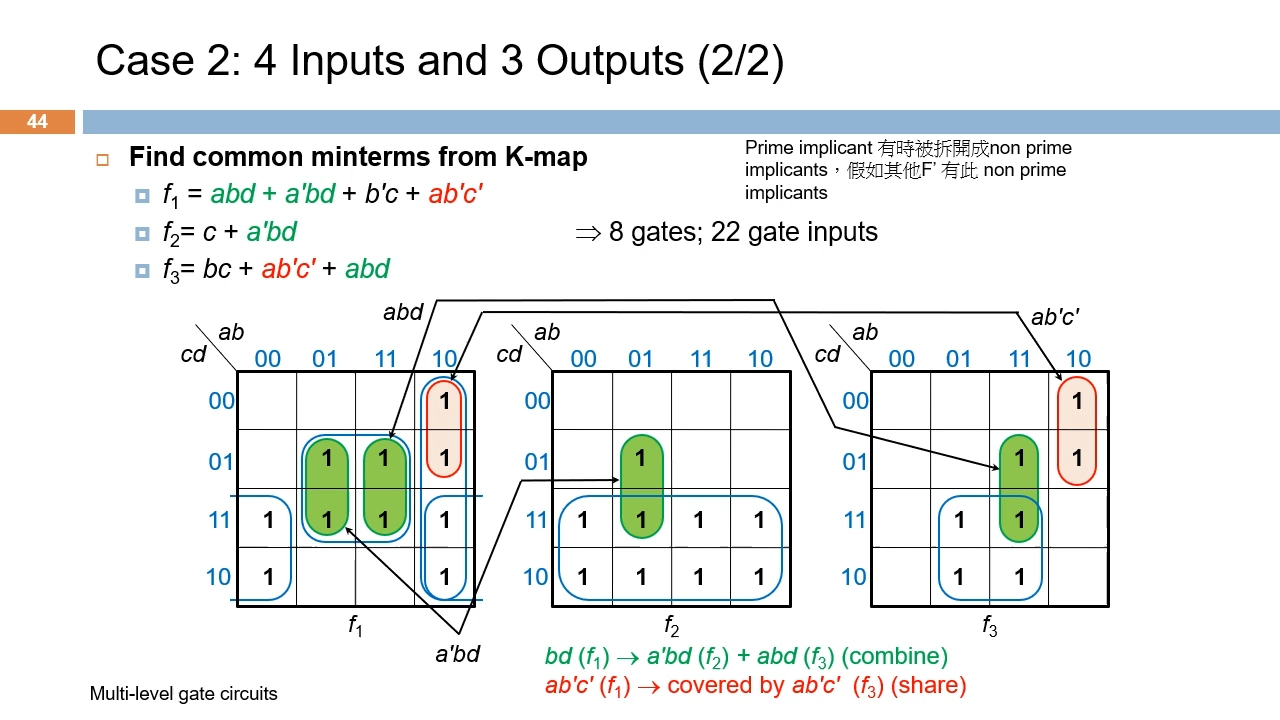 Case 2: 4 Inputs and 3 Outputs (2/2)
44
Find common minterms from K-map
Prime implicant 有時被拆開成non prime
implicants，假如其他F’ 有此 non prime
implicants
f1 = abd + a'bd + b'c + ab'c'
f2= c + a'bd
⇒ 8 gates; 22 gate inputs
f3= bc + ab'c' + abd
abd
ab'c'
ab
cd
00 01 11 10
00 1
01 1 1 1
11 1 1 1 1
10 1 1
f1
ab
cd
00 01 11 10
00
01 1
11 1 1 1 1
10 1 1 1 1
f2
ab
cd
00 01 11 10
00 1
01 1 1
11 1 1
10 1 1
f3
a'bd
bd (f1) → a'bd (f2) + abd (f3) (combine)
ab'c' (f1) → covered by ab'c' (f3) (share)
Multi-level gate circuits